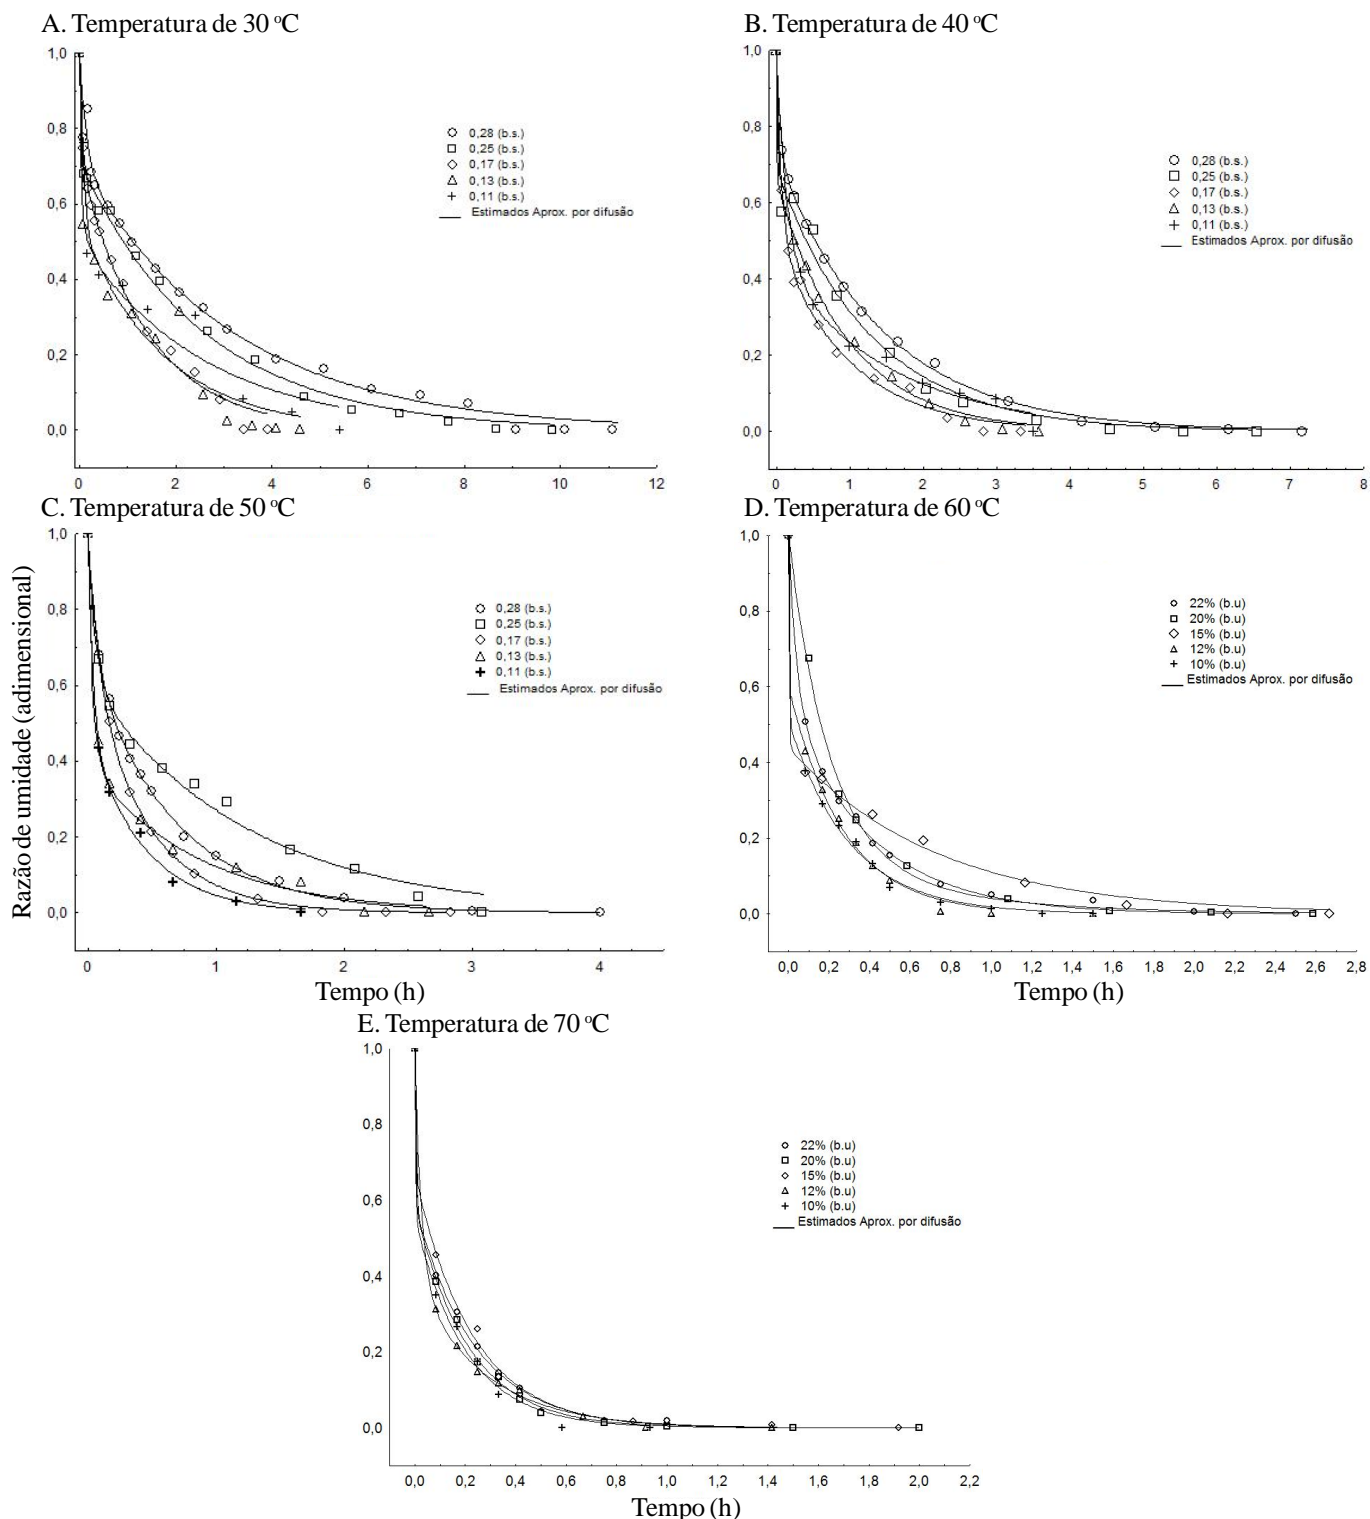 A. Temperatura de 30 ºC
1,0
0,8
0,6
0,4
0,2
0,0
0 2 4 6 8 10 12
0,28 (b.s.)
0,25 (b.s.)
0,17 (b.s.)
0,13 (b.s.)
0,11 (b.s.)
Estimados Aprox. por difusão
B. Temperatura de 40 ºC
1,0
0,8
0,6
0,4
0,2
0,0
0 1 2 3 4 5 6 7 8
0,28 (b.s.)
0,25 (b.s.)
0,17 (b.s.)
0,13 (b.s.)
0,11 (b.s.)
Estimados Aprox. por difusão
C. Temperatura de 50 ºC
Razão de umidade (adimensional)
1,0
0,8
0,6
0,4
0,2
0,0
0 1 2 3 4
0,28 (b.s.)
0,25 (b.s.)
0,17 (b.s.)
0,13 (b.s.)
0,11 (b.s.)
Estimados Aprox. por difusão
Tempo (h)
D. Temperatura de 60 ºC
1,0
0,8
0,6
0,4
0,2
0,0
0,0 0,2 0,4 0,6 0,8 1,0 1,2 1,4 1,6 1,8 2,0 2,2 2,4 2,6 2,8
22% (b.u)
20% (b.u)
15% (b.u)
12% (b.u)
10% (b.u)
Estimados Aprox. por difusão
Tempo (h)
E. Temperatura de 70 ºC
1,0
0,8
0,6
0,4
0,2
0,0
0,0 0,2 0,4 0,6 0,8 1,0 1,2 1,4 1,6 1,8 2,0 2,2
22% (b.u)
20% (b.u)
15% (b.u)
12% (b.u)
10% (b.u)
Estimados Aprox. por difusão
Tempo (h)